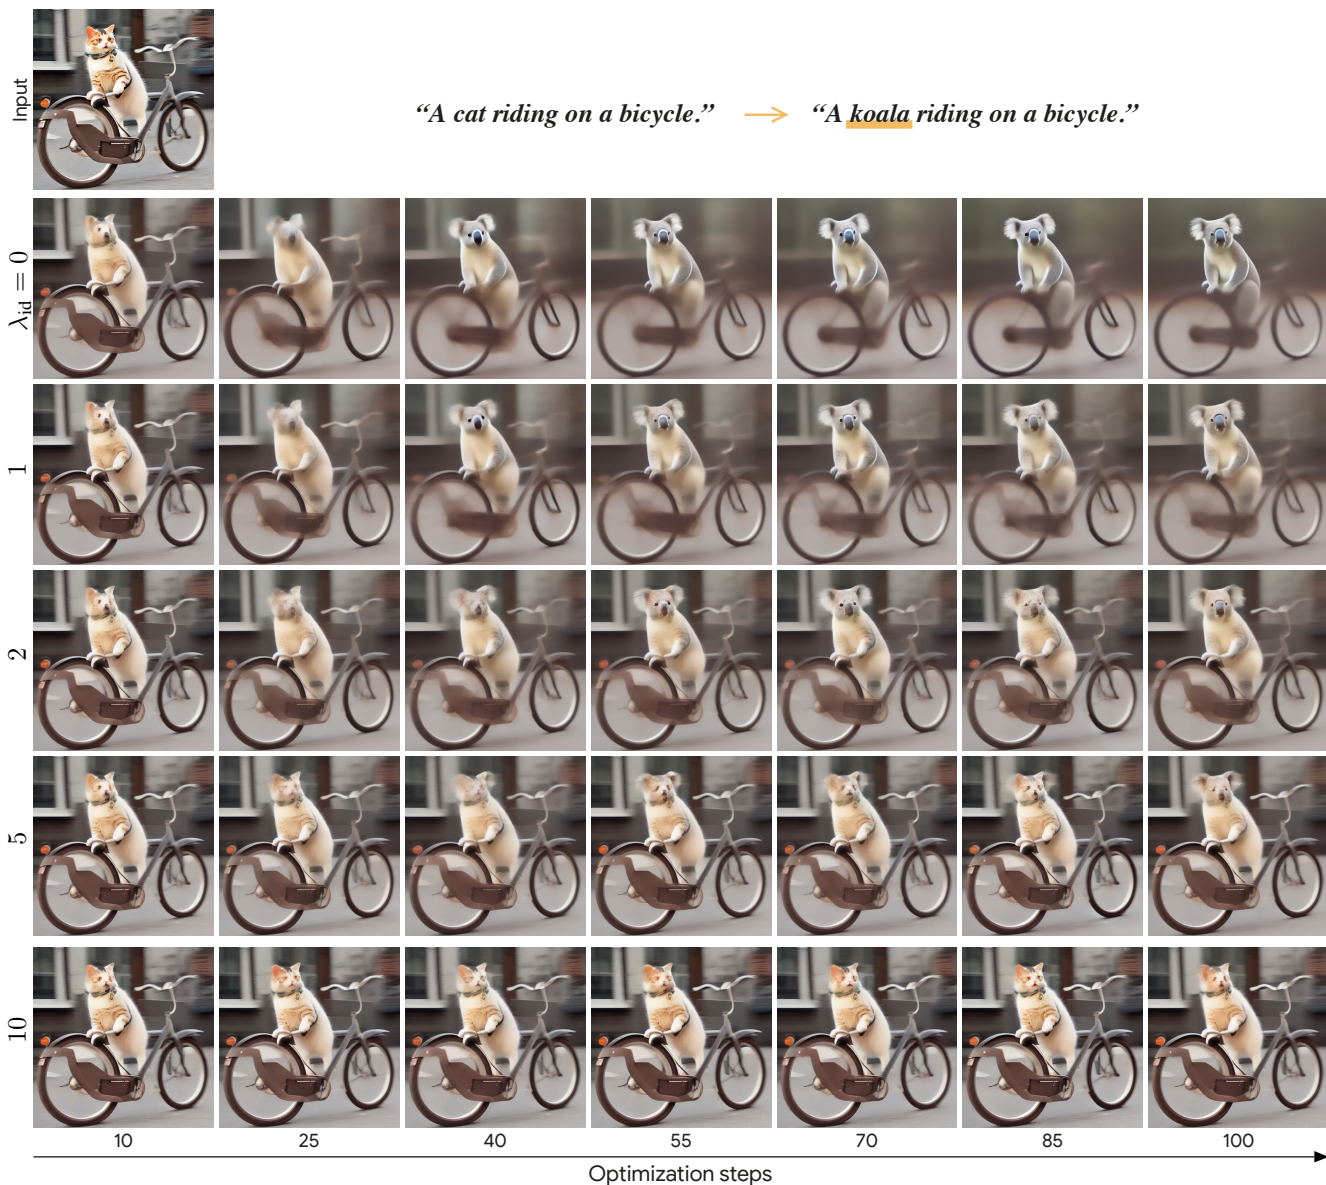 Input
“A cat riding on a bicycle.” → “A koala riding on a bicycle.”
λid = 0
1
2
5
10
10 25 40 55 70 85 100
Optimization steps